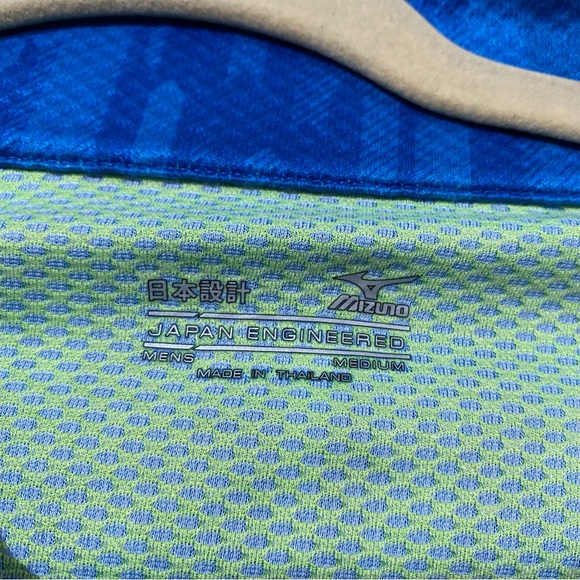 日本設計 Mizuno
JAPAN ENGINEERED
MENS MEDIUM
MADE IN THAILAND